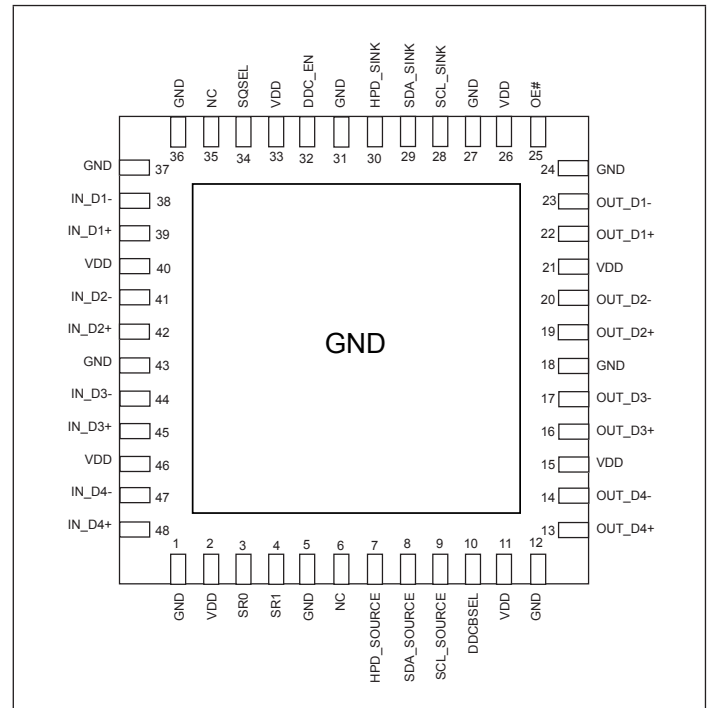 GND
NC
SQSEL
VDD
DDC_EN
GND
HPD_SINK
SDA_SINK
SCL_SINK
GND
VDD
OE#
36 35 34 33 32 31 30 29 28 27 26 25
GND 37
IN_D1- 38
IN_D1+ 39
VDD 40
IN_D2- 41
IN_D2+ 42
GND 43
IN_D3- 44
IN_D3+ 45
VDD 46
IN_D4- 47
IN_D4+ 48
GND
24 GND
23 OUT_D1-
22 OUT_D1+
21 VDD
20 OUT_D2-
19 OUT_D2+
18 GND
17 OUT_D3-
16 OUT_D3+
15 VDD
14 OUT_D4-
13 OUT_D4+
1 2 3 4 5 6 7 8 9 10 11 12
GND
VDD
SR0
SR1
GND
NC
HPD_SOURCE
SDA_SOURCE
SCL_SOURCE
DDCBSEL
VDD
GND